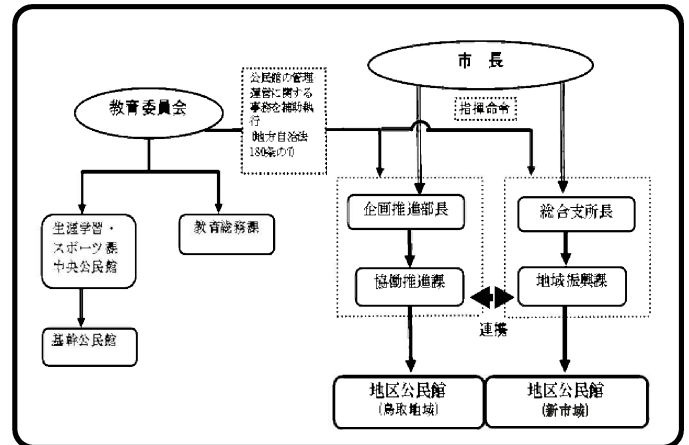 市 長
公民館の管理
運営に関する
事務を補助執
行
(地方自治法
180条の7)
教育委員会
指揮命令
企画推進部長
総合支所長
生涯学習・
スポーツ課
中央公民館
教育総務課
協働推進課
地域振興課
連携
基幹公民館
地区公民館
(鳥取地域)
地区公民館
(新市域)